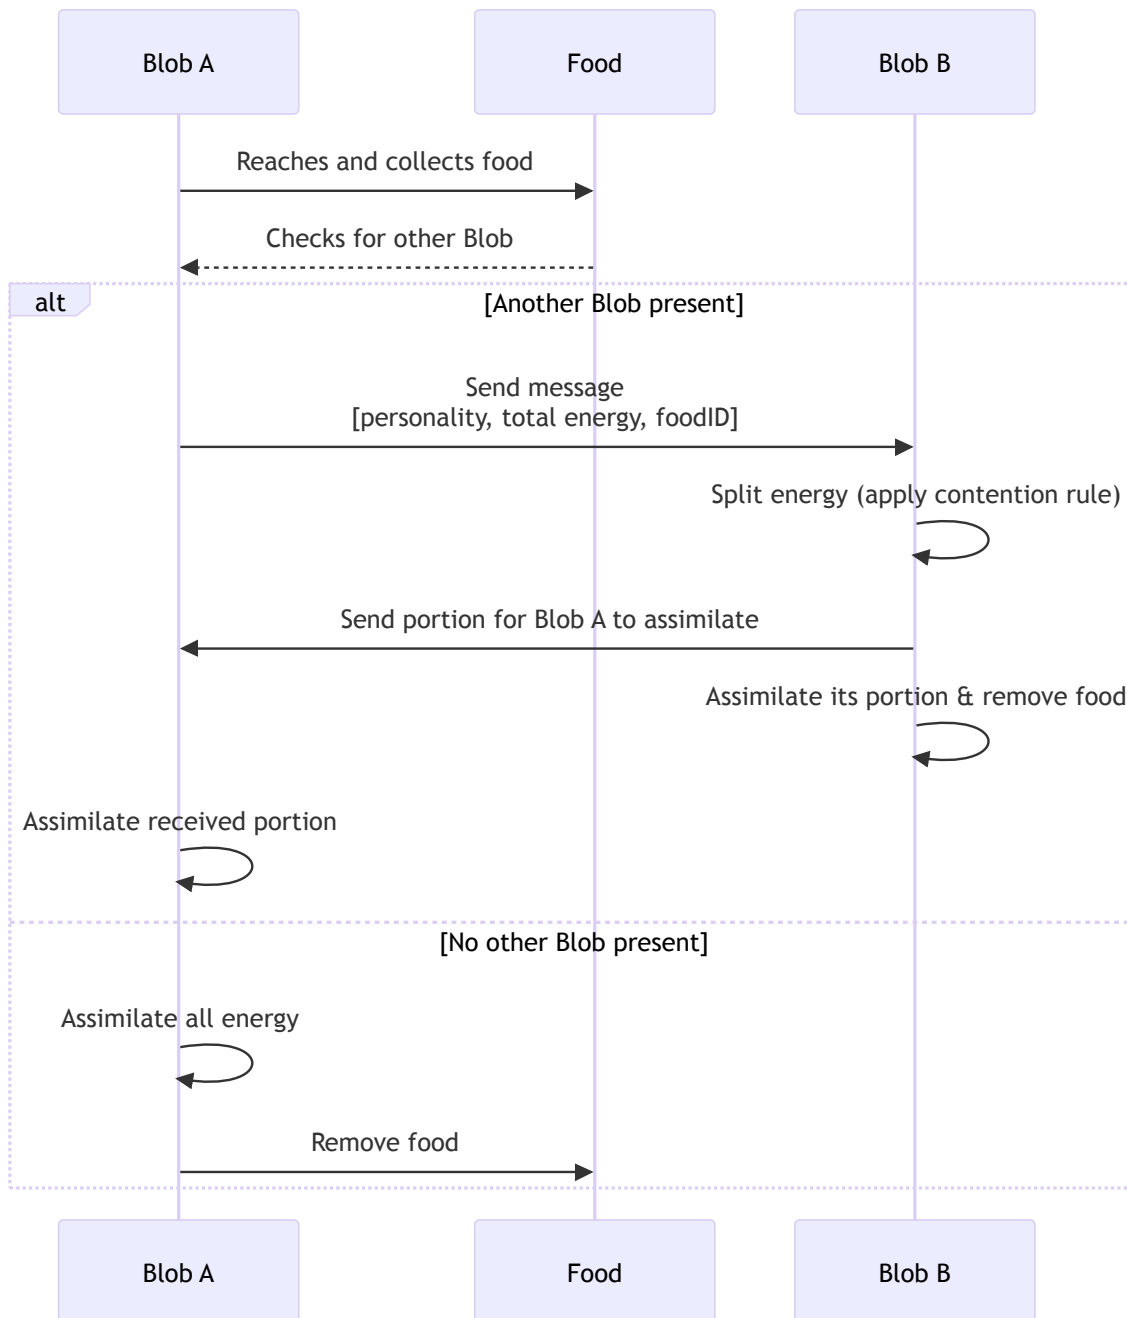 Blob A
Food
Blob B
Reaches and collects food
Checks for other Blob
alt
[Another Blob present]
Send message
[personality, total energy, foodID]
Split energy (apply contention rule)
Send portion for Blob A to assimilate
Assimilate its portion & remove food
Assimilate received portion
[No other Blob present]
Assimilate all energy
Remove food
Blob A
Food
Blob B